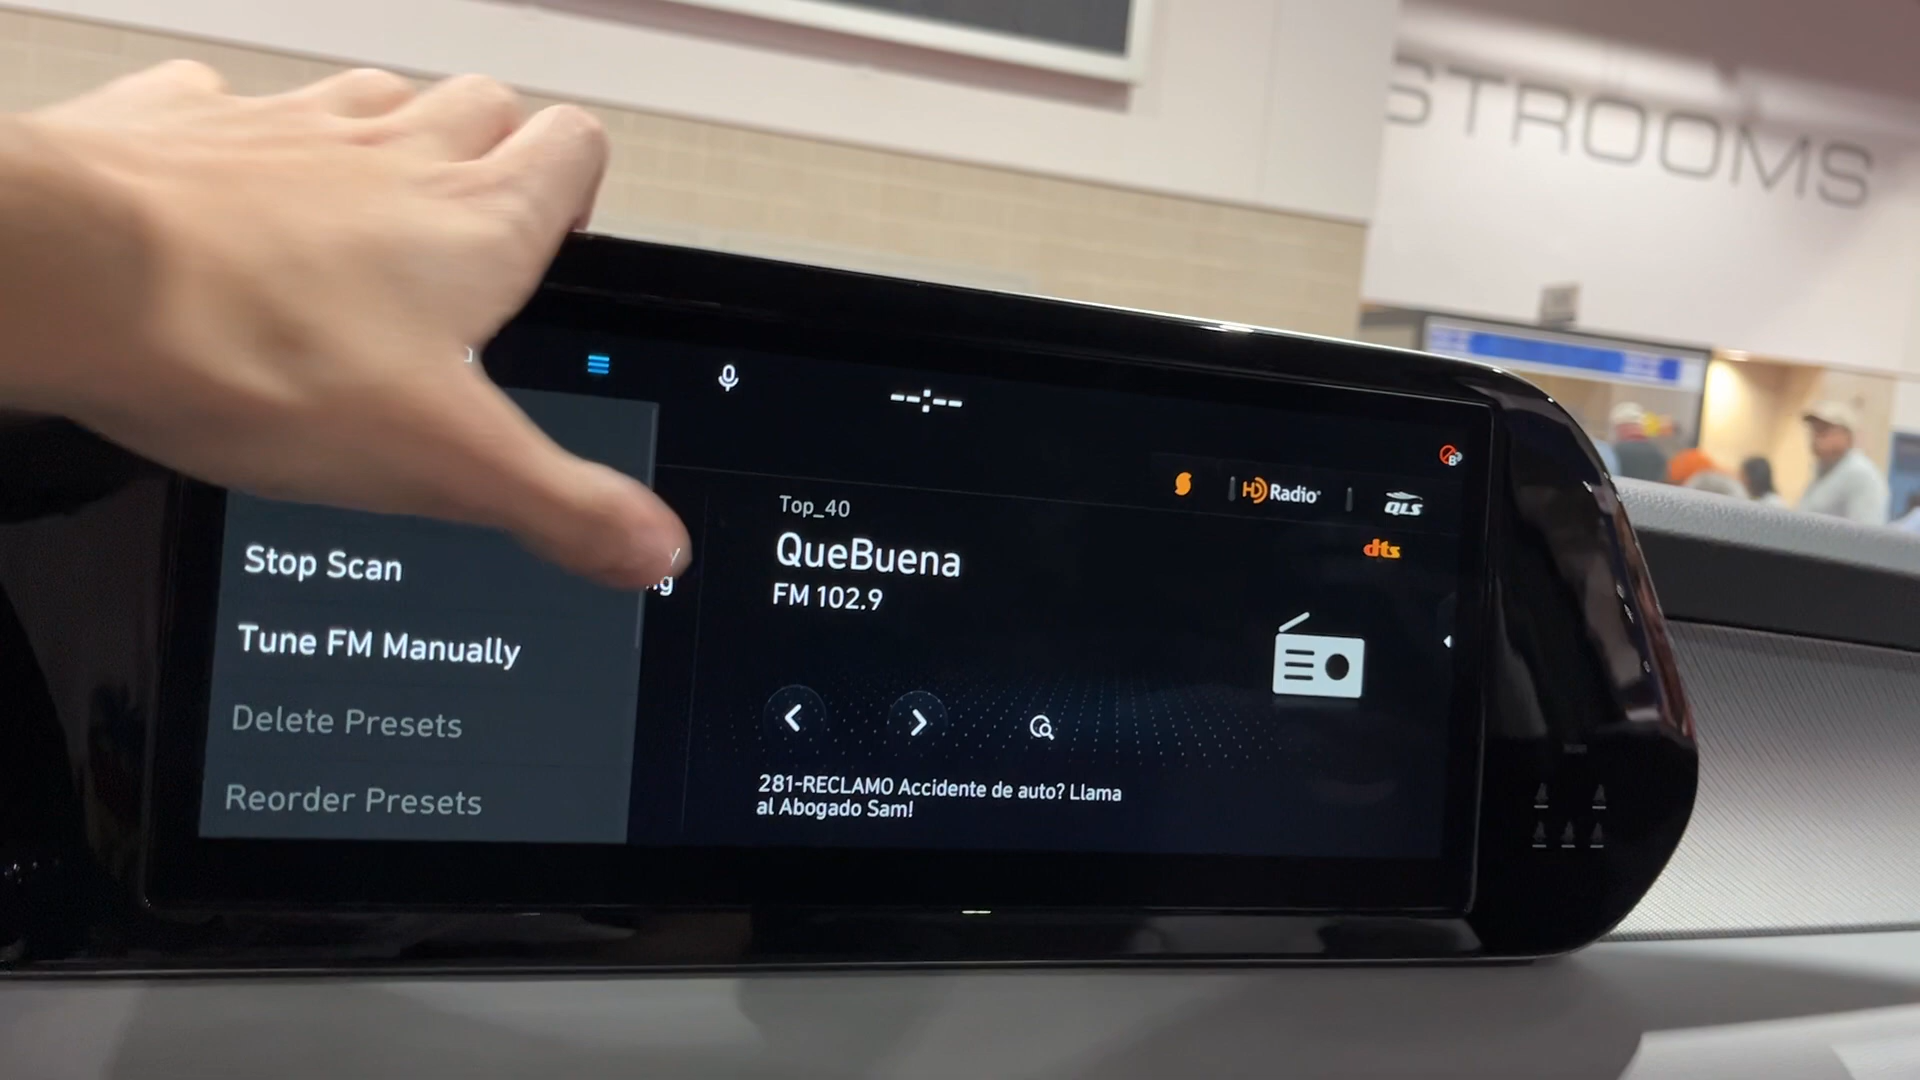 STROOMS
--:--
HD Radio
QLS
dts
Top_40
QueBuena
FM 102.9
Stop Scan
Tune FM Manually
Delete Presets
Reorder Presets
281-RECLAMO Accidente de auto? Llama
al Abogado Sam!